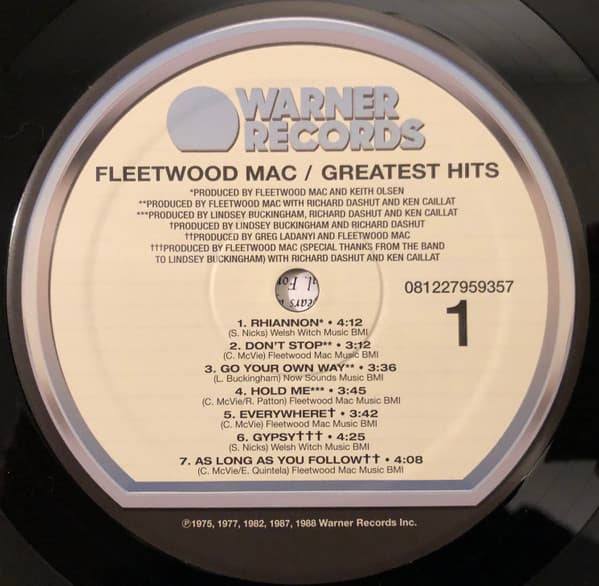 WARNER
RECORDS
FLEETWOOD MAC / GREATEST HITS
*PRODUCED BY FLEETWOOD MAC AND KEITH OLSEN
**PRODUCED BY FLEETWOOD MAC WITH RICHARD DASHUT AND KEN CAILLAT
***PRODUCED BY LINDSEY BUCKINGHAM, RICHARD DASHUT AND KEN CAILLAT
†PRODUCED BY LINDSEY BUCKINGHAM AND RICHARD DASHUT
††PRODUCED BY GREG LADANYI AND FLEETWOOD MAC
†††PRODUCED BY FLEETWOOD MAC (SPECIAL THANKS FROM THE BAND
TO LINDSEY BUCKINGHAM) WITH RICHARD DASHUT AND KEN CAILLAT
081227959357
1
1. RHIANNON* • 4:12
(S. Nicks) Welsh Witch Music BMI
2. DON'T STOP** • 3:12
(C. McVie) Fleetwood Mac Music BMI
3. GO YOUR OWN WAY** • 3:36
(L. Buckingham) Now Sounds Music BMI
4. HOLD ME*** • 3:45
(C. McVie/R. Patton) Fleetwood Mac Music BMI
5. EVERYWHERE† • 3:42
(C. McVie) Fleetwood Mac Music BMI
6. GYPSY††† • 4:25
(S. Nicks) Welsh Witch Music BMI
7. AS LONG AS YOU FOLLOW†† • 4:08
(C. McVie/E. Quintela) Fleetwood Mac Music BMI
℗1975, 1977, 1982, 1987, 1988 Warner Records Inc.